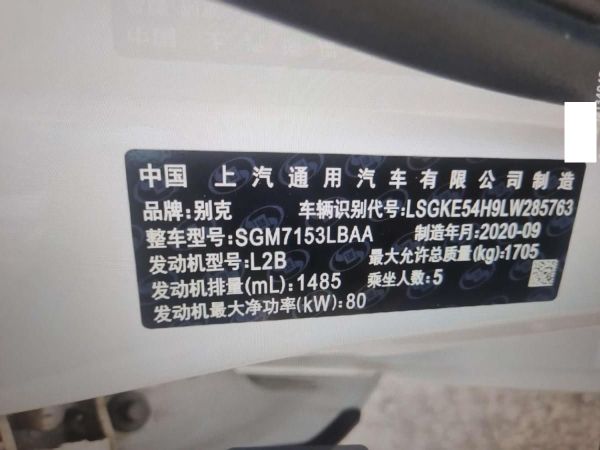 中国 上汽通用汽车有限公司制造
品牌:别克 车辆识别代号:LSGKE54H9LW285763
整车型号:SGM7153LBAA 制造年月:2020-09
发动机型号:L2B 最大允许总质量(kg):1705
发动机排量(mL):1485 乘坐人数:5
发动机最大净功率(kW):80